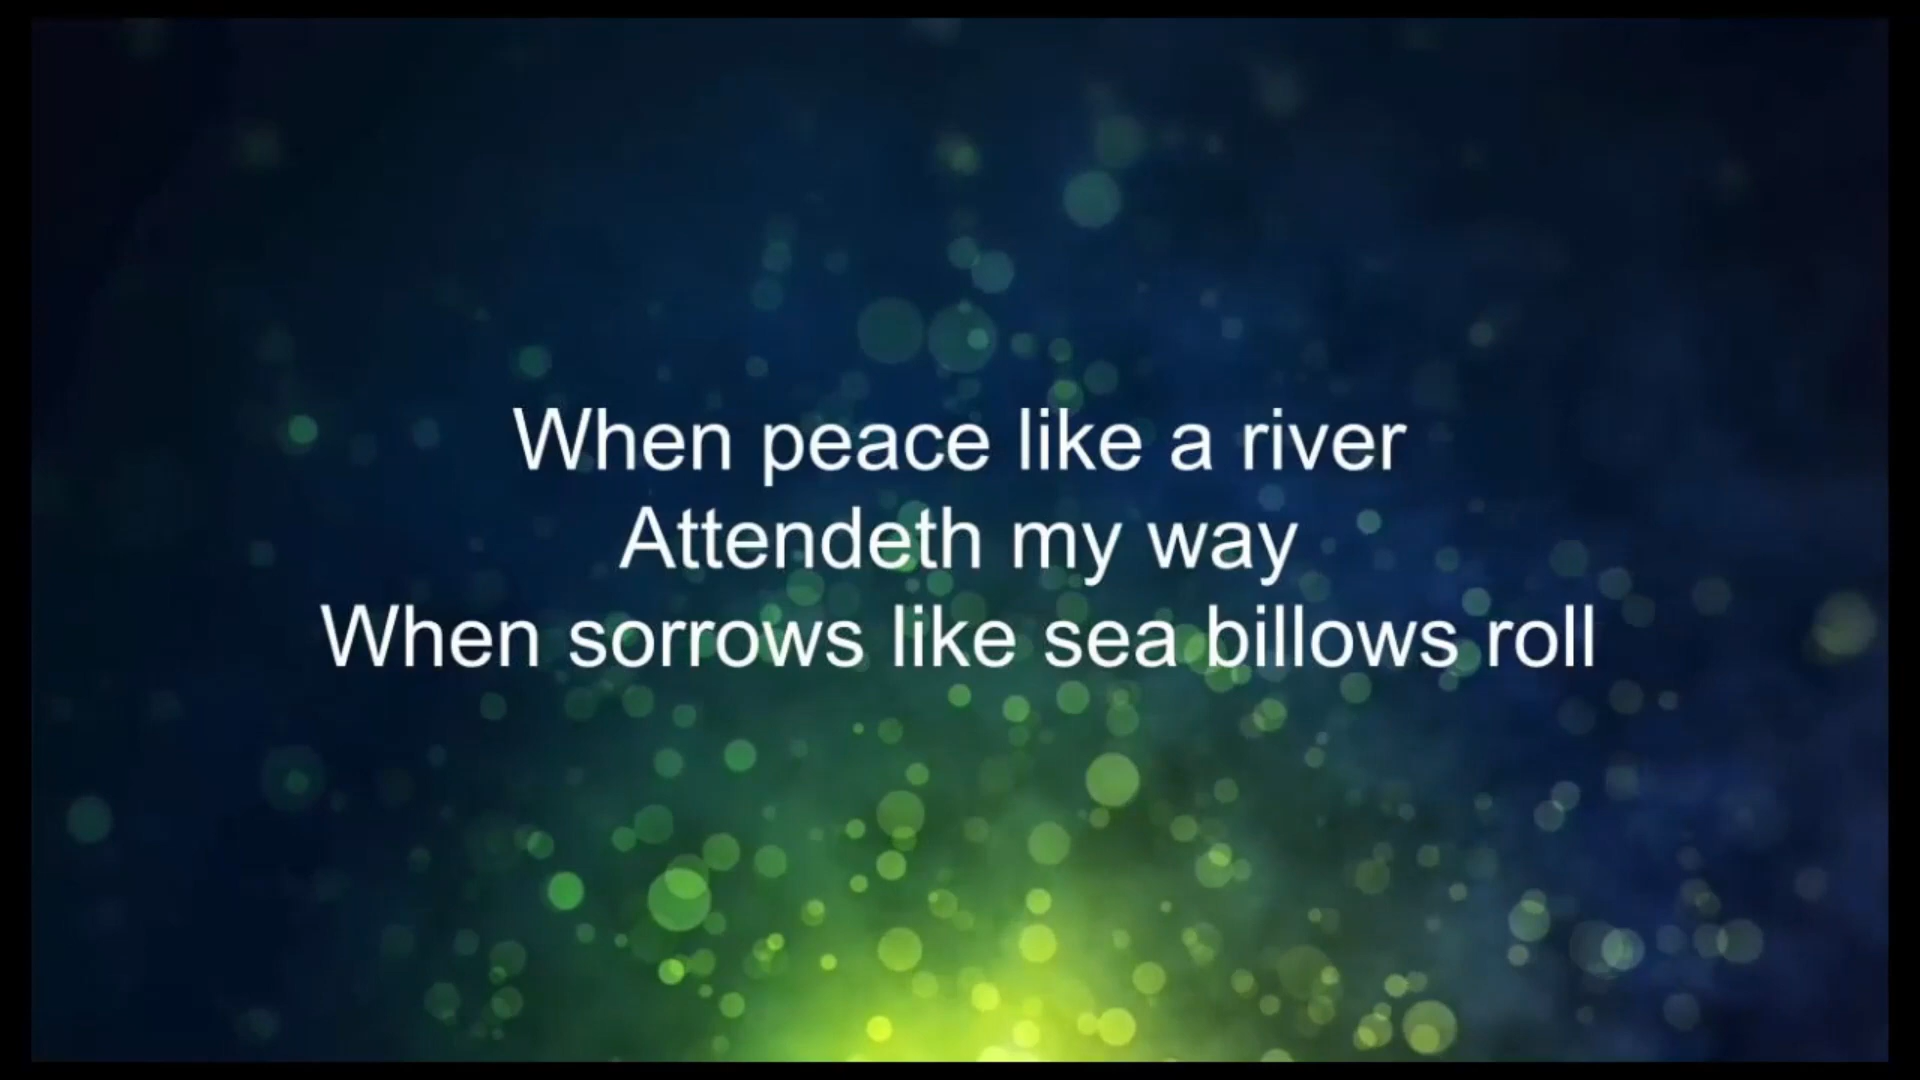 When peace like a river
Attendeth my way
When sorrows like sea billows roll